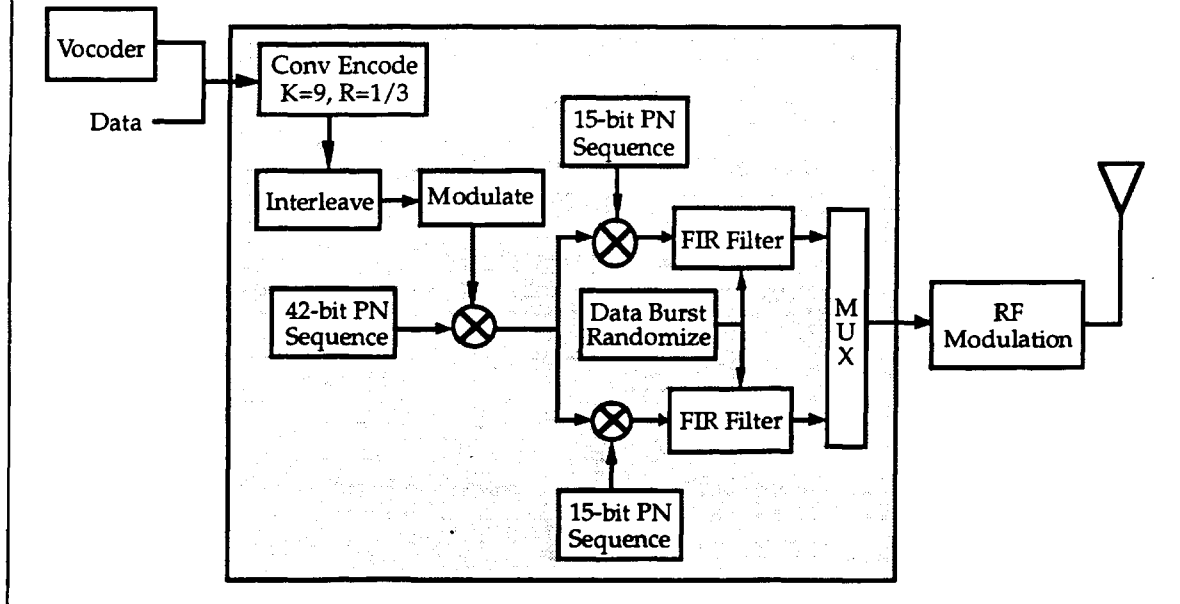 Vocoder
Data
Conv Encode
K=9, R=1/3
Interleave
Modulate
42-bit PN
Sequence
15-bit PN
Sequence
FIR Filter
Data Burst
Randomize
FIR Filter
15-bit PN
Sequence
M
U
X
RF
Modulation